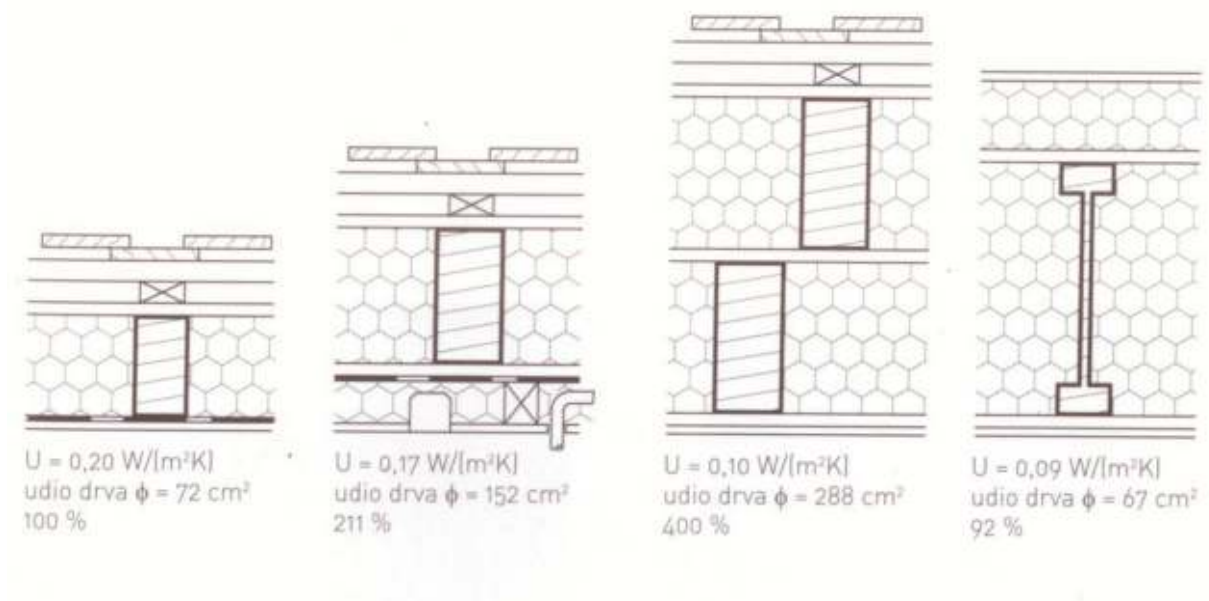 U = 0,20 W/(m²K)
udio drva ϕ = 72 cm²
100 %
U = 0,17 W/(m²K)
udio drva ϕ = 152 cm²
211 %
U = 0,10 W/(m²K)
udio drva ϕ = 288 cm²
400 %
U = 0,09 W/(m²K)
udio drva ϕ = 67 cm²
92 %